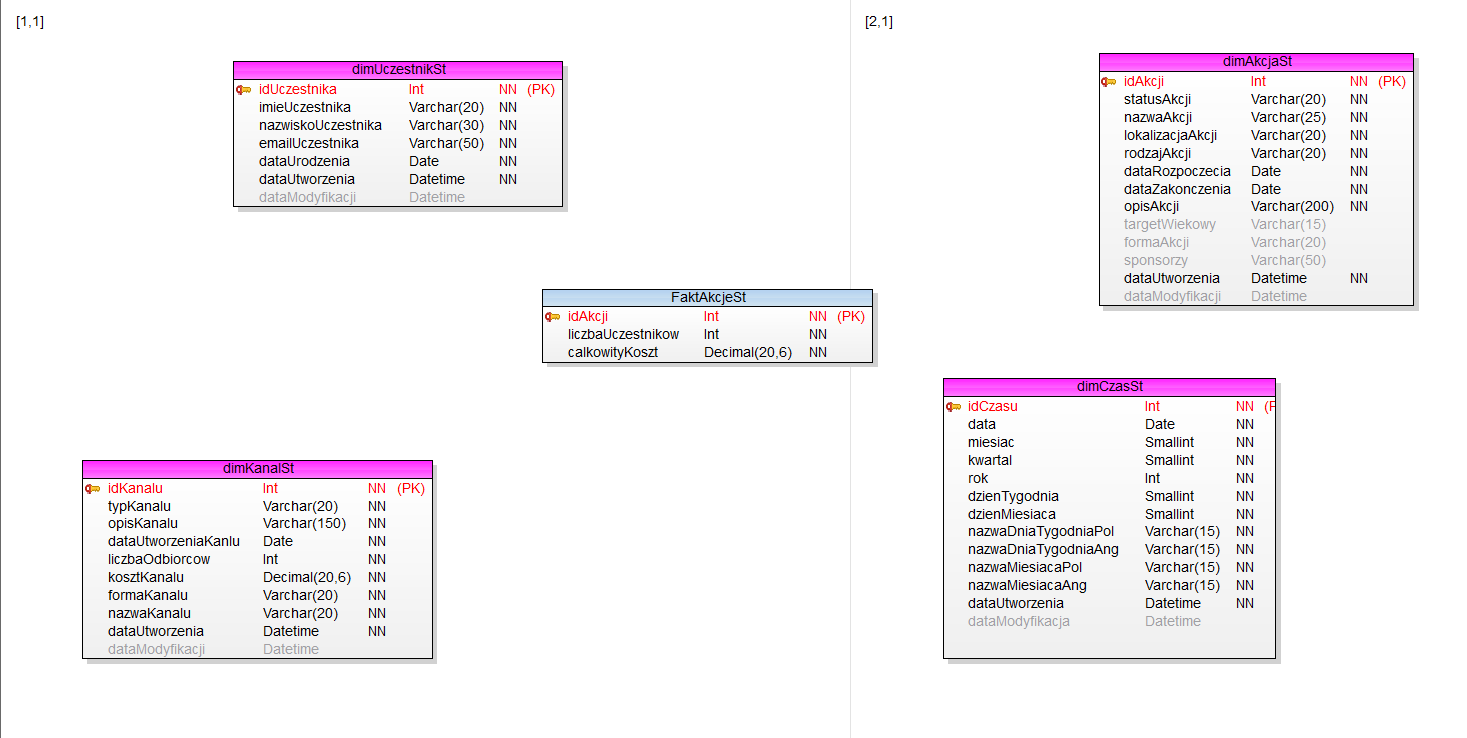 [1,1]
[2,1]
dimUczestnikSt
idUczestnika Int NN (PK)
imieUczestnika Varchar(20) NN
nazwiskoUczestnika Varchar(30) NN
emailUczestnika Varchar(50) NN
dataUrodzenia Date NN
dataUtworzenia Datetime NN
dataModyfikacji Datetime
dimAkcjaSt
idAkcji Int NN (PK)
statusAkcji Varchar(20) NN
nazwaAkcji Varchar(25) NN
lokalizacjaAkcji Varchar(20) NN
rodzajAkcji Varchar(20) NN
dataRozpoczecia Date NN
dataZakonczenia Date NN
opisAkcji Varchar(200) NN
targetWiekowy Varchar(15)
formaAkcji Varchar(20)
sponsorzy Varchar(50)
dataUtworzenia Datetime NN
dataModyfikacji Datetime
FaktAkcjeSt
idAkcji Int NN (PK)
liczbaUczestnikow Int NN
calkowityKoszt Decimal(20,6) NN
dimKanalSt
idKanalu Int NN (PK)
typKanalu Varchar(20) NN
opisKanalu Varchar(150) NN
dataUtworzeniaKanlu Date NN
liczbaOdbiorcow Int NN
kosztKanalu Decimal(20,6) NN
formaKanalu Varchar(20) NN
nazwaKanalu Varchar(20) NN
dataUtworzenia Datetime NN
dataModyfikacji Datetime
dimCzasSt
idCzasu Int NN
data Date NN
miesiac Smallint NN
kwartal Smallint NN
rok Int NN
dzienTygodnia Smallint NN
dzienMiesiaca Smallint NN
nazwaDniaTygodniaPol Varchar(15) NN
nazwaDniaTygodniaAng Varchar(15) NN
nazwaMiesiacaPol Varchar(15) NN
nazwaMiesiacaAng Varchar(15) NN
dataUtworzenia Datetime NN
dataModyfikacja Datetime